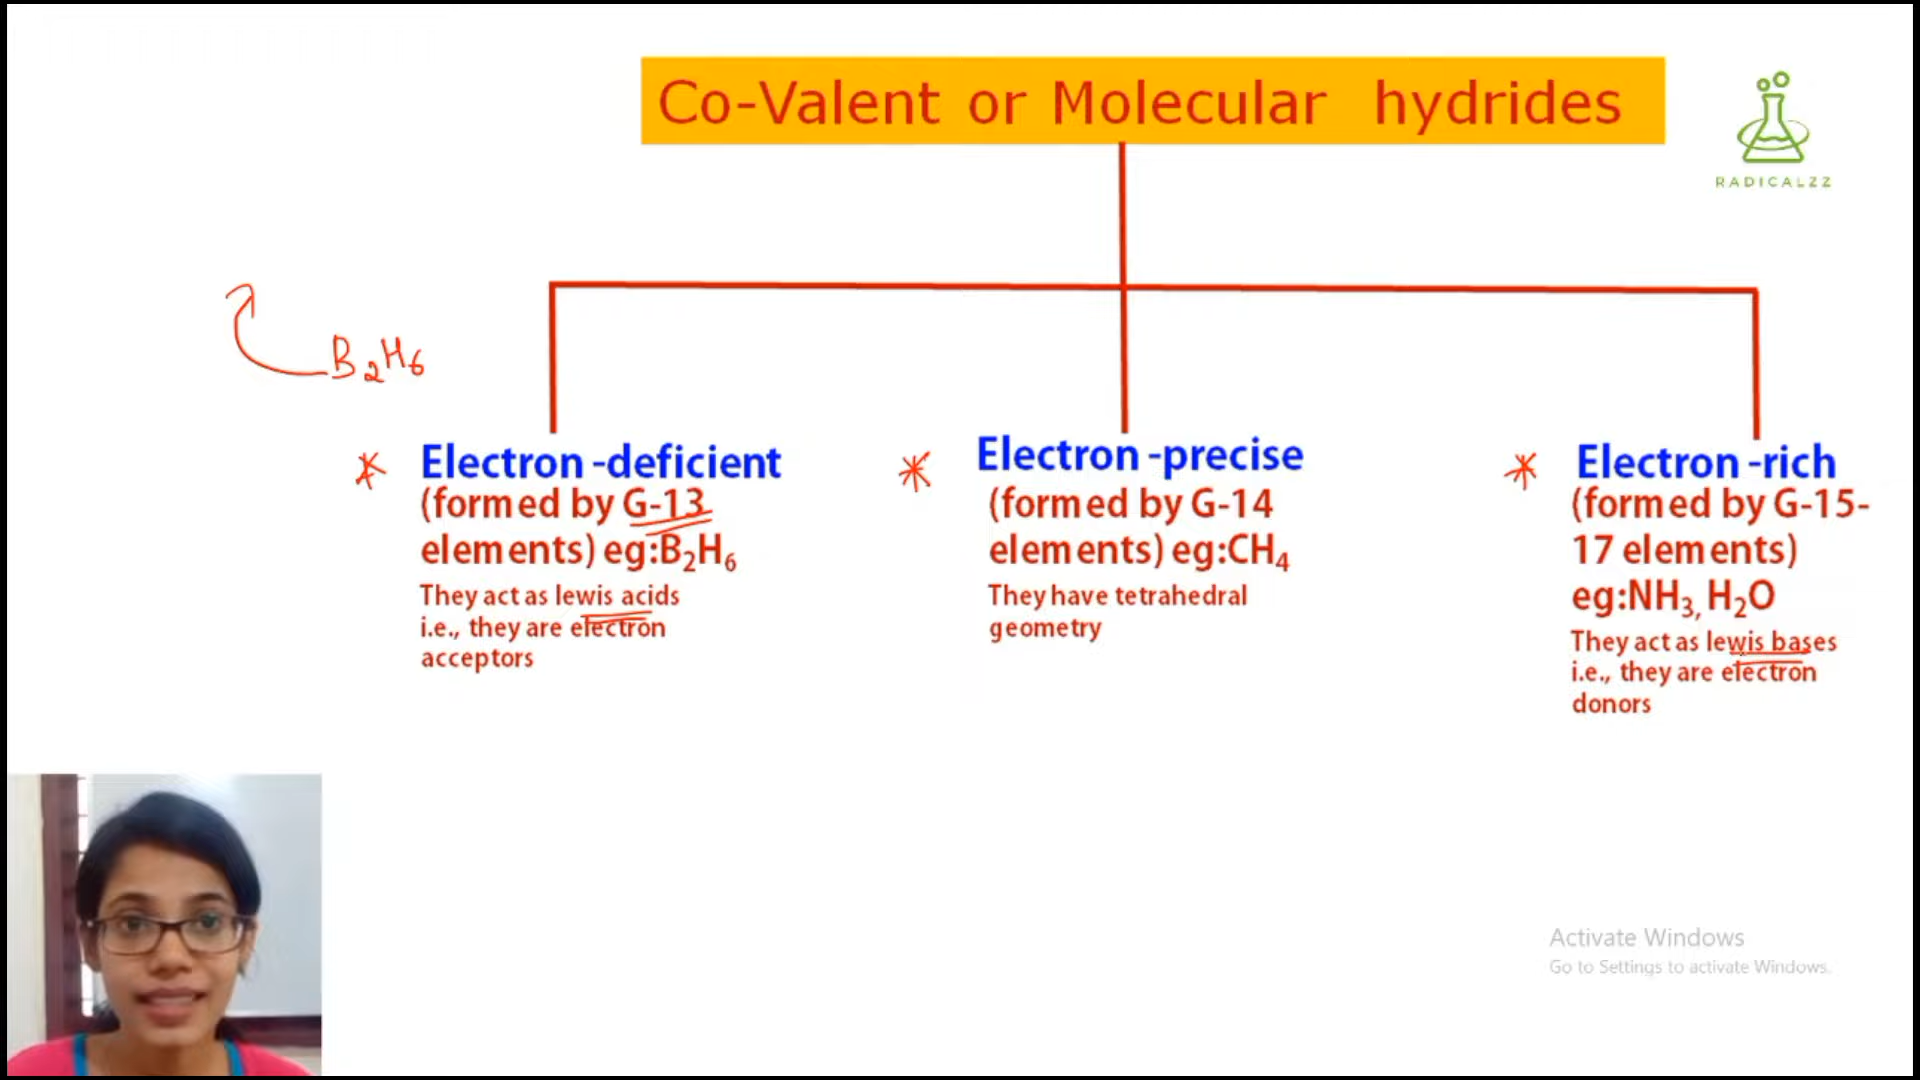 Co-Valent or Molecular hydrides
RADICALZZ
B₂H₆
* Electron -deficient
(formed by G-13
elements) eg:B₂H₆
They act as lewis acids
i.e., they are electron
acceptors
* Electron -precise
(formed by G-14
elements) eg:CH₄
They have tetrahedral
geometry
* Electron -rich
(formed by G-15-
17 elements)
eg:NH₃, H₂O
They act as lewis bases
i.e., they are electron
donors
Activate Windows
Go to Settings to activate Windows.